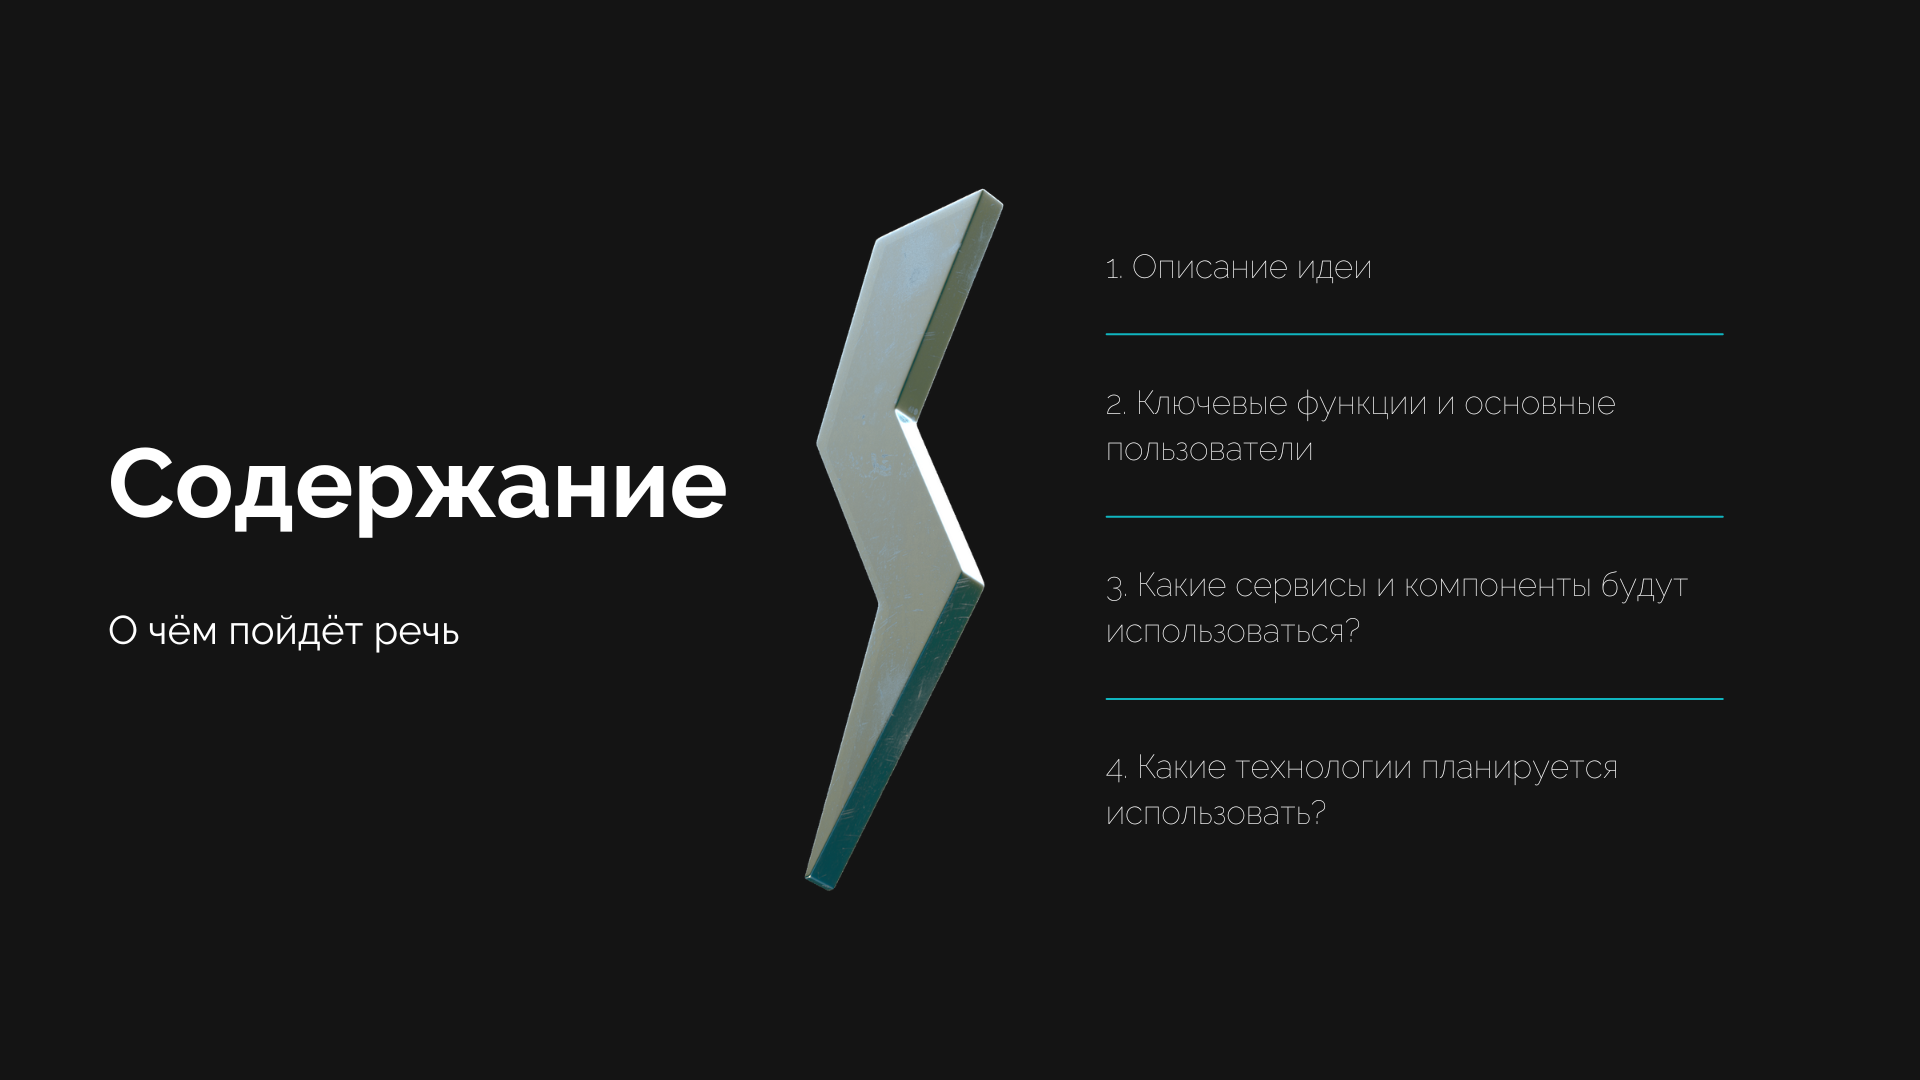 Содержание
О чём пойдёт речь
1. Описание идеи
2. Ключевые функции и основные
пользователи
3. Какие сервисы и компоненты будут
использоваться?
4. Какие технологии планируется
использовать?